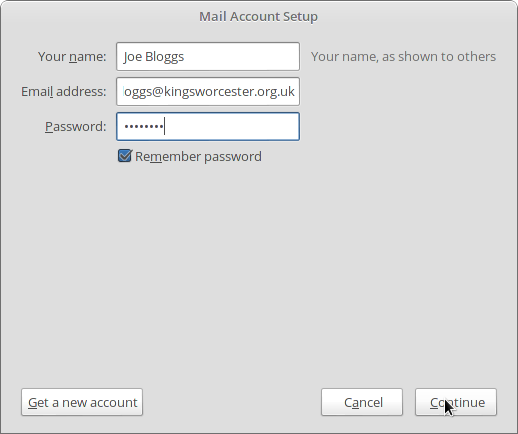 Mail Account Setup
Your name: Joe Bloggs Your name, as shown to others
Email address: oggs@kingsworcester.org.uk
Password: ••••••••
Remember password
Get a new account Cancel Continue